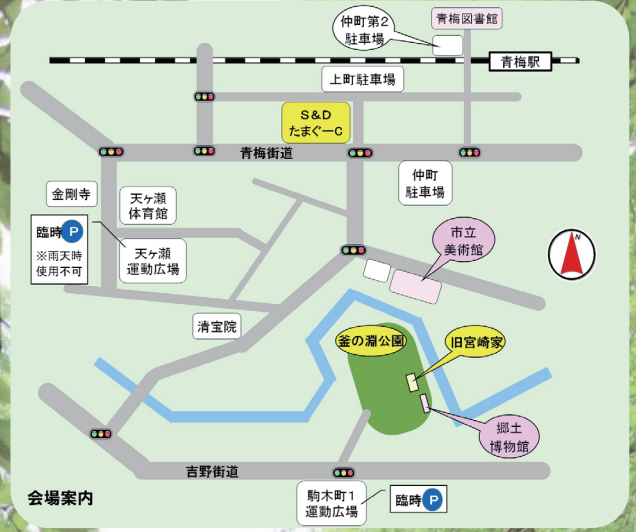 仲町第2
駐車場
青梅図書館
青梅駅
上町駐車場
S&D
たまぐーC
青梅街道
仲町
駐車場
金剛寺
天ヶ瀬
体育館
臨時P
※雨天時
使用不可
天ヶ瀬
運動広場
市立
美術館
N
清宝院
釜の淵公園
旧宮崎家
郷土
博物館
吉野街道
会場案内
駒木町1
運動広場
臨時P